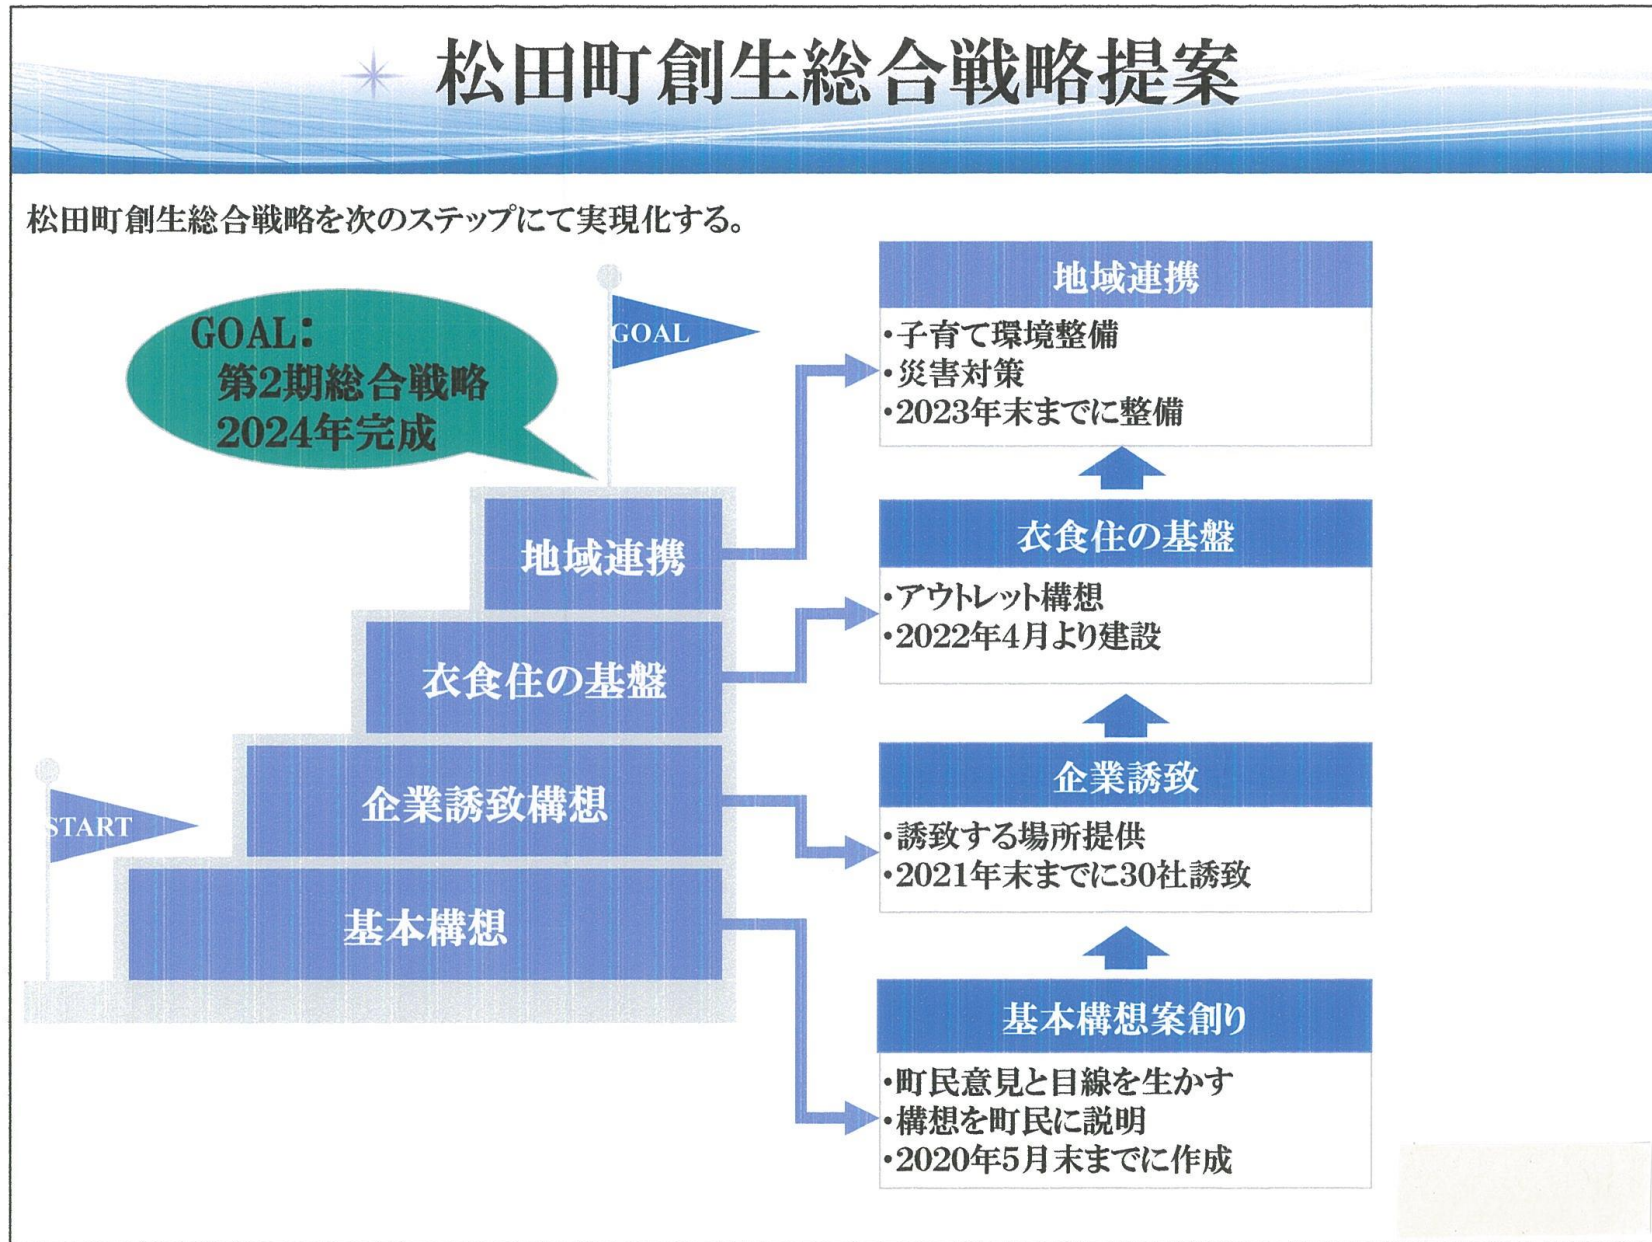 松田町創生総合戦略提案
松田町創生総合戦略を次のステップにて実現化する。
GOAL:
第2期総合戦略
2024年完成
GOAL
地域連携
衣食住の基盤
企業誘致構想
基本構想
START
地域連携
・子育て環境整備
・災害対策
・2023年末までに整備
衣食住の基盤
・アウトレット構想
・2022年4月より建設
企業誘致
・誘致する場所提供
・2021年末までに30社誘致
基本構想案創り
・町民意見と目線を生かす
・構想を町民に説明
・2020年5月末までに作成